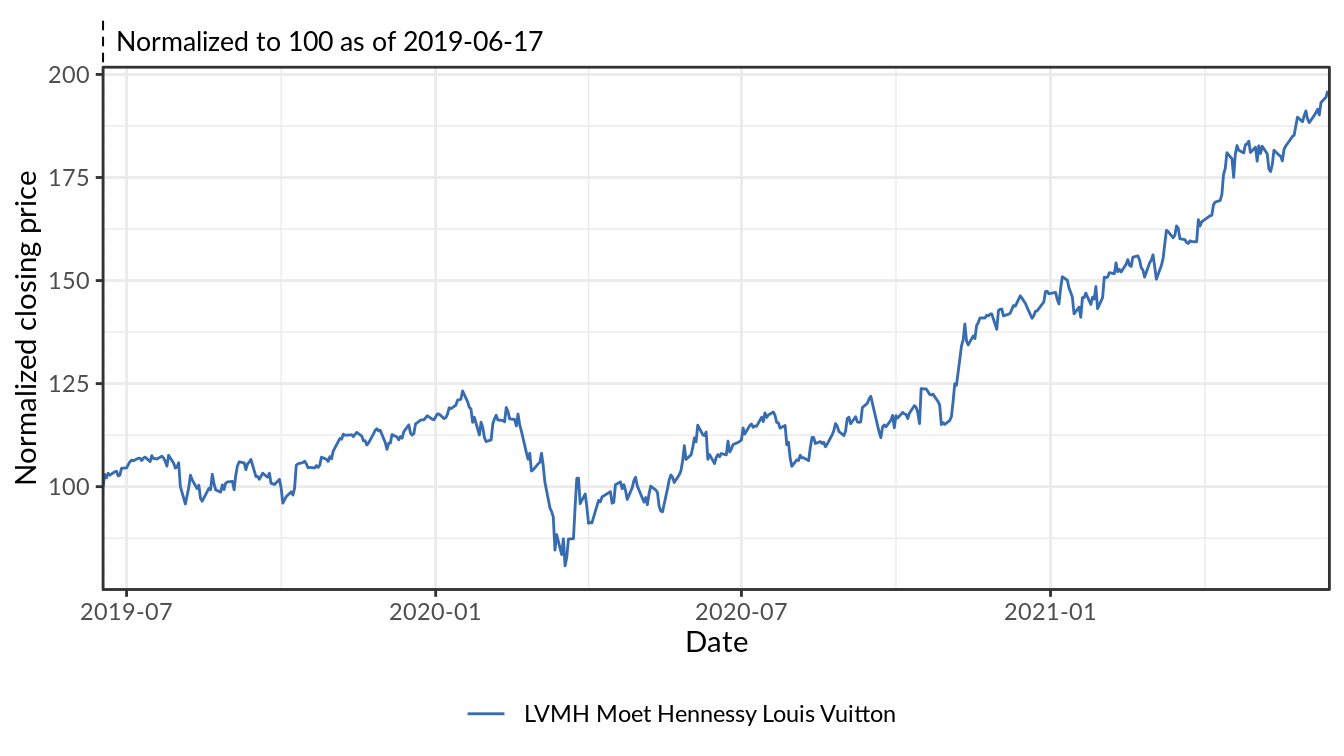 Normalized to 100 as of 2019-06-17
Normalized closing price
200
175
150
125
100
2019-07
2020-01
2020-07
2021-01
Date
LVMH Moet Hennessy Louis Vuitton